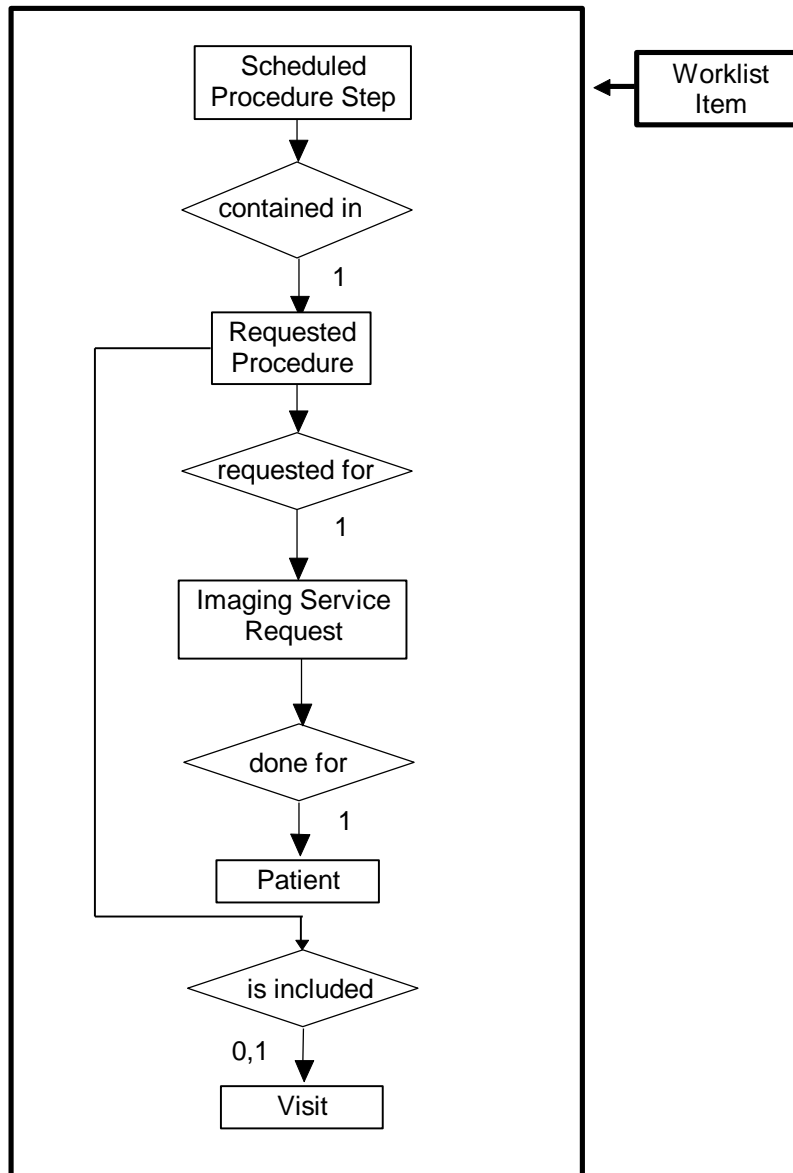 Scheduled
Procedure Step
Worklist
Item
contained in
1
Requested
Procedure
requested for
1
Imaging Service
Request
done for
1
Patient
is included
0,1
Visit